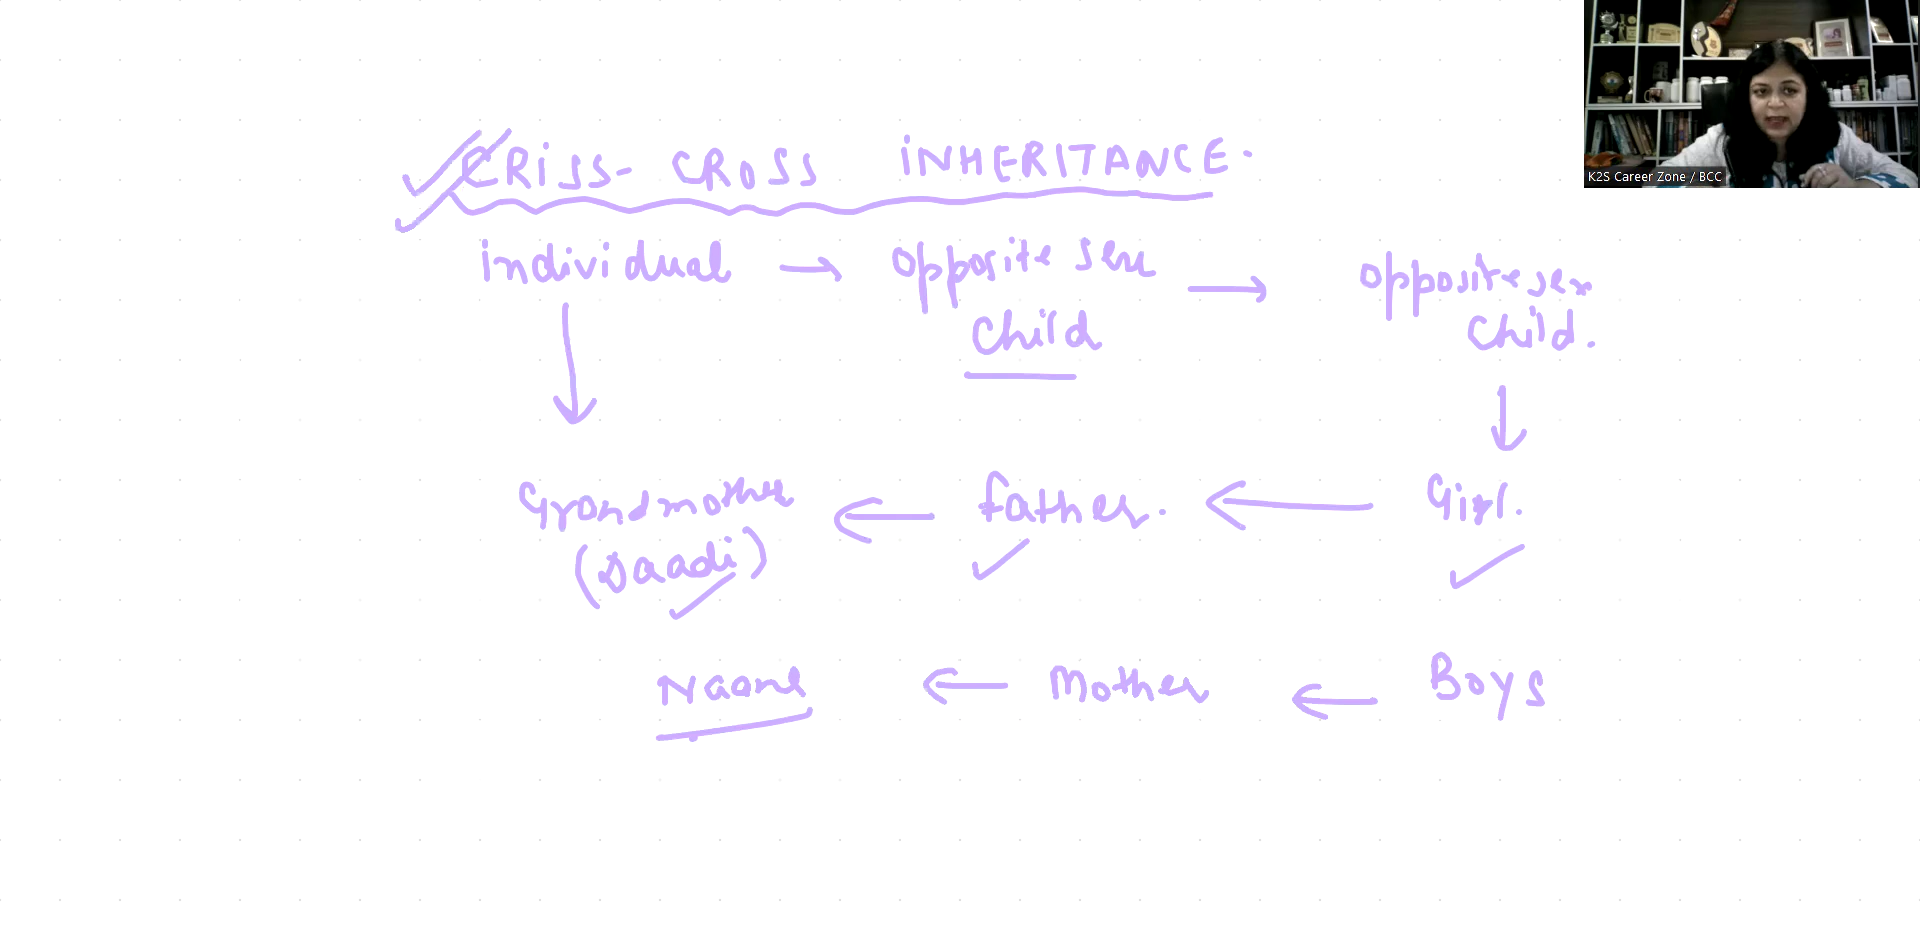 CRISS-CROSS INHERITANCE.
individual → opposite sex → opposite sex
child child.
Grandmother ← father. ← Girl.
(Daadi)
Naana ← Mother ← Boys
K2S Career Zone / BCC